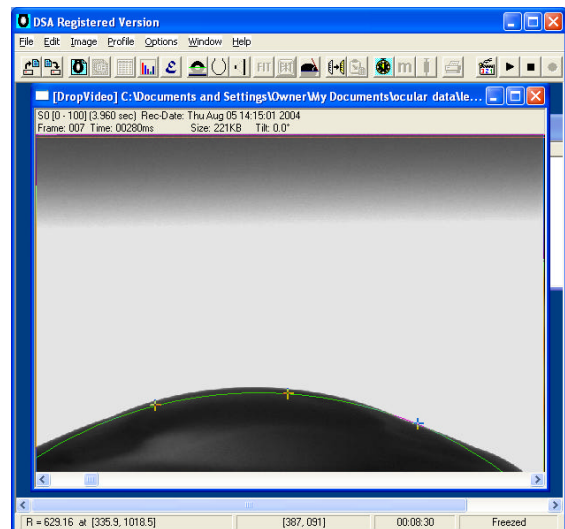 DSA Registered Version
File Edit Image Profile Options Window Help
FIT
[DropVideo] C:\Documents and Settings\Owner\My Documents\ocular data\le...
S0 [0 - 100] (3.960 sec) Rec-Date: Thu Aug 05 14:15:01 2004
Frame: 007 Time: 00280ms Size: 221KB Tilt: 0.0°
R = 629.16 at [335.9, 1018.5] [387, 091] 00:08:30 Freezed